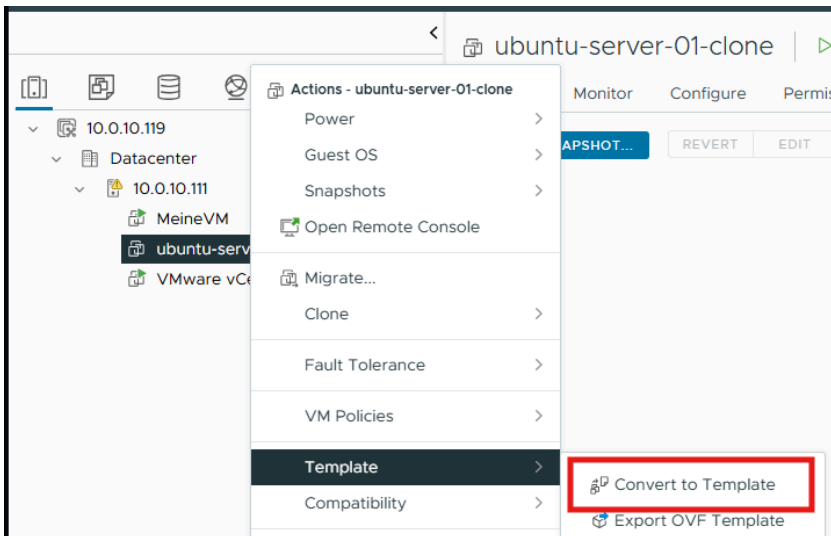 ubuntu-server-01-clone
Actions - ubuntu-server-01-clone
Monitor Configure Permis
Power
10.0.10.119
Guest OS
APSHOT... REVERT EDIT
Datacenter
Snapshots
10.0.10.111
MeineVM
Open Remote Console
ubuntu-serv
VMware vCe
Migrate...
Clone
Fault Tolerance
VM Policies
Template
Convert to Template
Compatibility
Export OVF Template